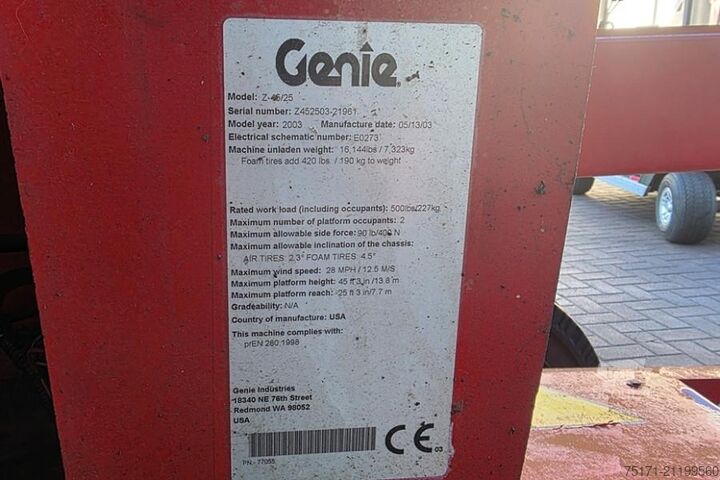 Genie
Model: Z-45/25
Serial number: Z452503-21961
Model year: 2003 Manufacture date: 05/13/03
Electrical schematic number: E0273
Machine unladen weight: 16,144lbs / 7,323kg
Foam tires add 420 lbs. / 190 kg to weight
Rated work load (including occupants): 500lbs/227kg
Maximum number of platform occupants: 2
Maximum allowable side force: 90 lb/400 N
Maximum allowable inclination of the chassis:
AIR TIRES 2.3° FOAM TIRES 4.5°
Maximum wind speed: 28 MPH / 12.5 M/S
Maximum platform height: 45 ft 3 in /13.8 m
Maximum platform reach: 25 ft 3 in/7.7 m
Gradeability: N/A
Country of manufacture: USA
This machine complies with:
prEN 280:1998
Genie Industries
18340 NE 76th Street
Redmond WA 98052
USA
PN - 77055
CE 03
75171-21199560